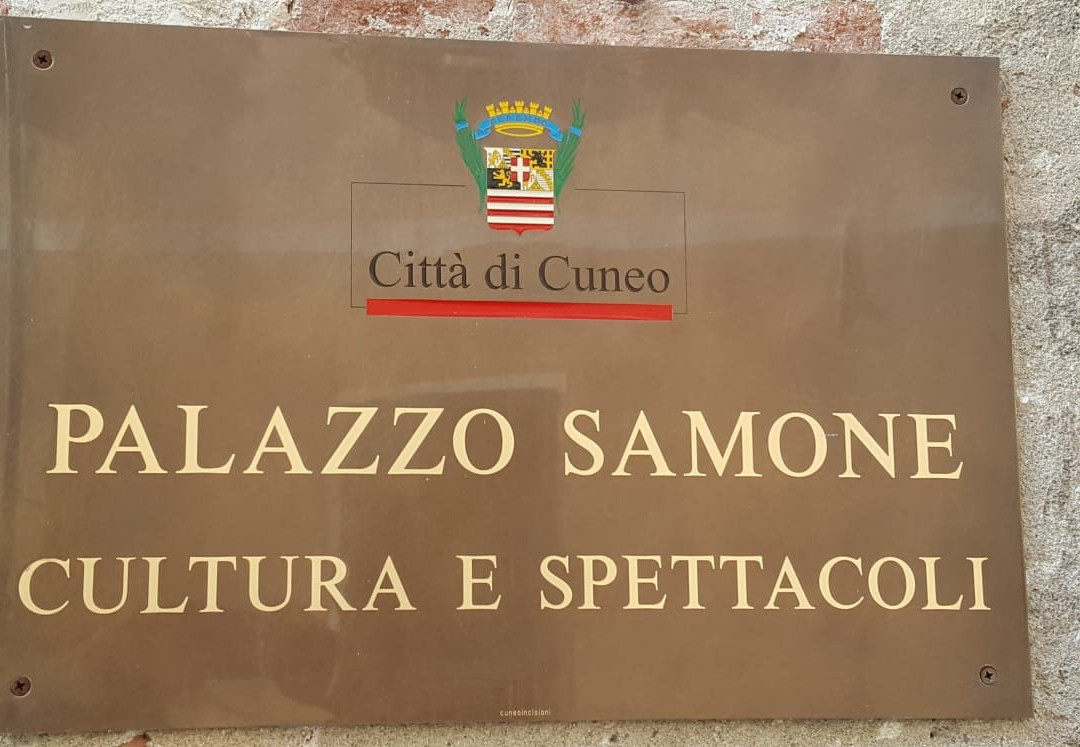 Città di Cuneo
PALAZZO SAMONE
CULTURA E SPETTACOLI
cuneoincisioni